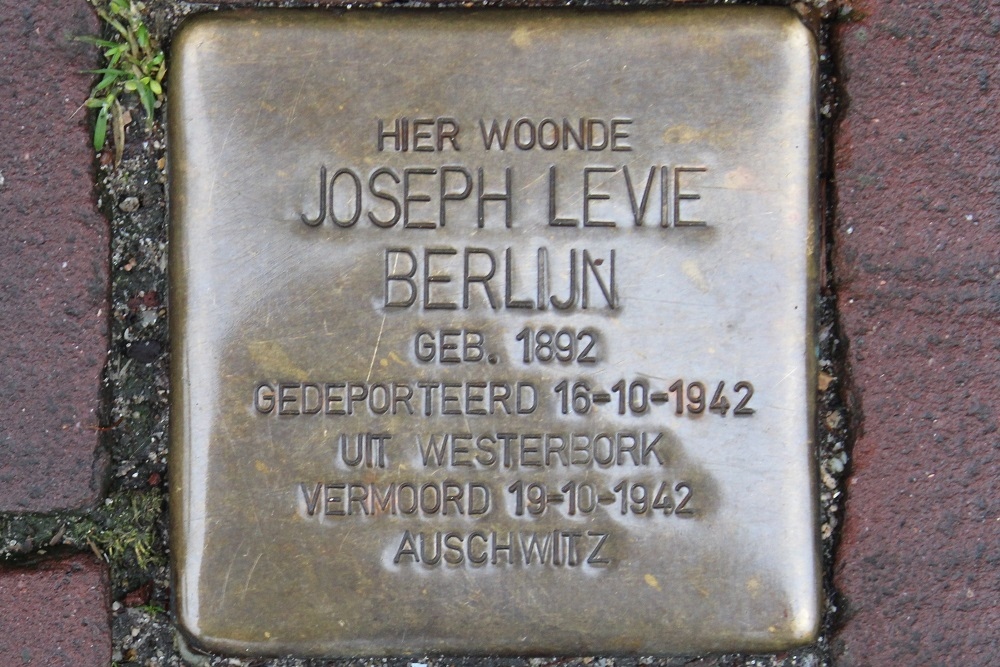 HIER WOONDE
JOSEPH LEVIE
BERLIJN
GEB. 1892
GEDEPORTEERD 16-10-1942
UIT WESTERBORK
VERMOORD 19-10-1942
AUSCHWITZ